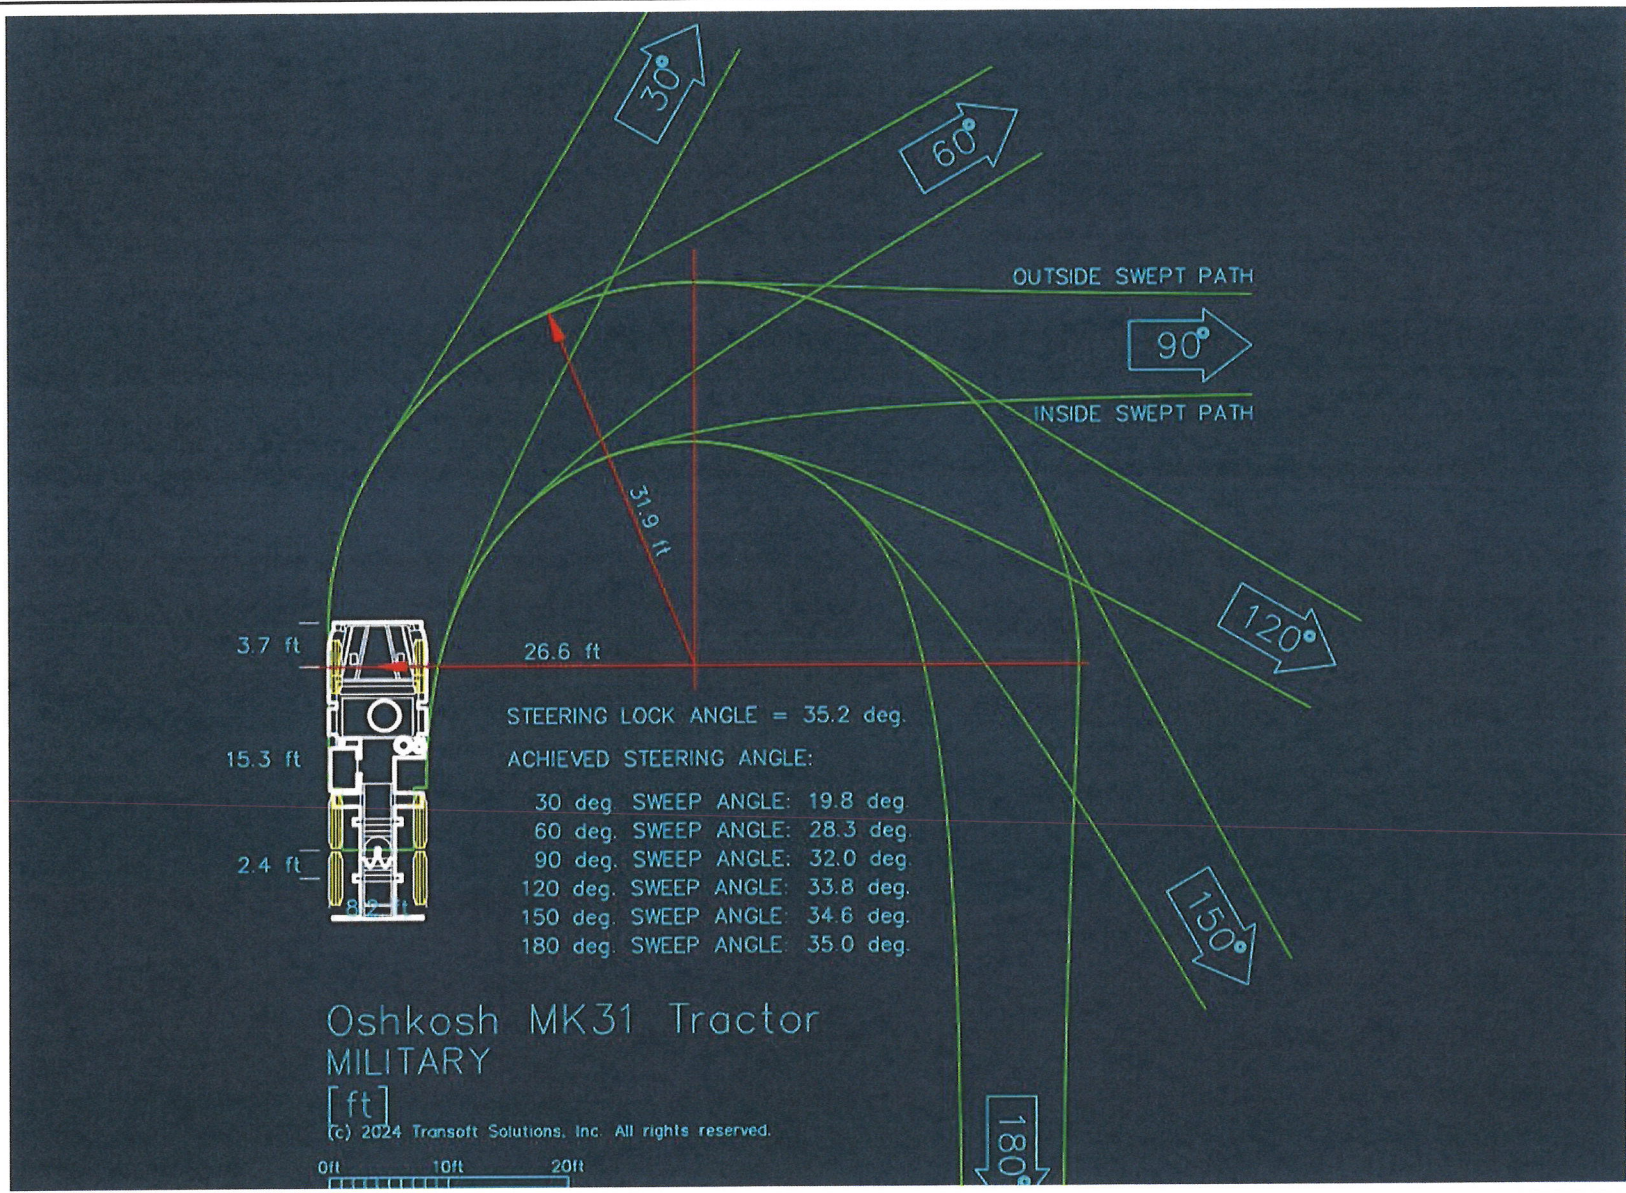 30°
60°
OUTSIDE SWEPT PATH
90°
INSIDE SWEPT PATH
31.9 ft
120°
3.7 ft
26.6 ft
STEERING LOCK ANGLE = 35.2 deg.
15.3 ft
ACHIEVED STEERING ANGLE:
30 deg. SWEEP ANGLE: 19.8 deg.
60 deg. SWEEP ANGLE: 28.3 deg.
90 deg. SWEEP ANGLE: 32.0 deg.
2.4 ft
120 deg. SWEEP ANGLE: 33.8 deg.
8.2 ft
150 deg. SWEEP ANGLE: 34.6 deg.
150°
180 deg. SWEEP ANGLE: 35.0 deg.
Oshkosh MK31 Tractor
MILITARY
[ft]
(c) 2024 Transoft Solutions, Inc. All rights reserved.
180°
0ft 10ft 20ft